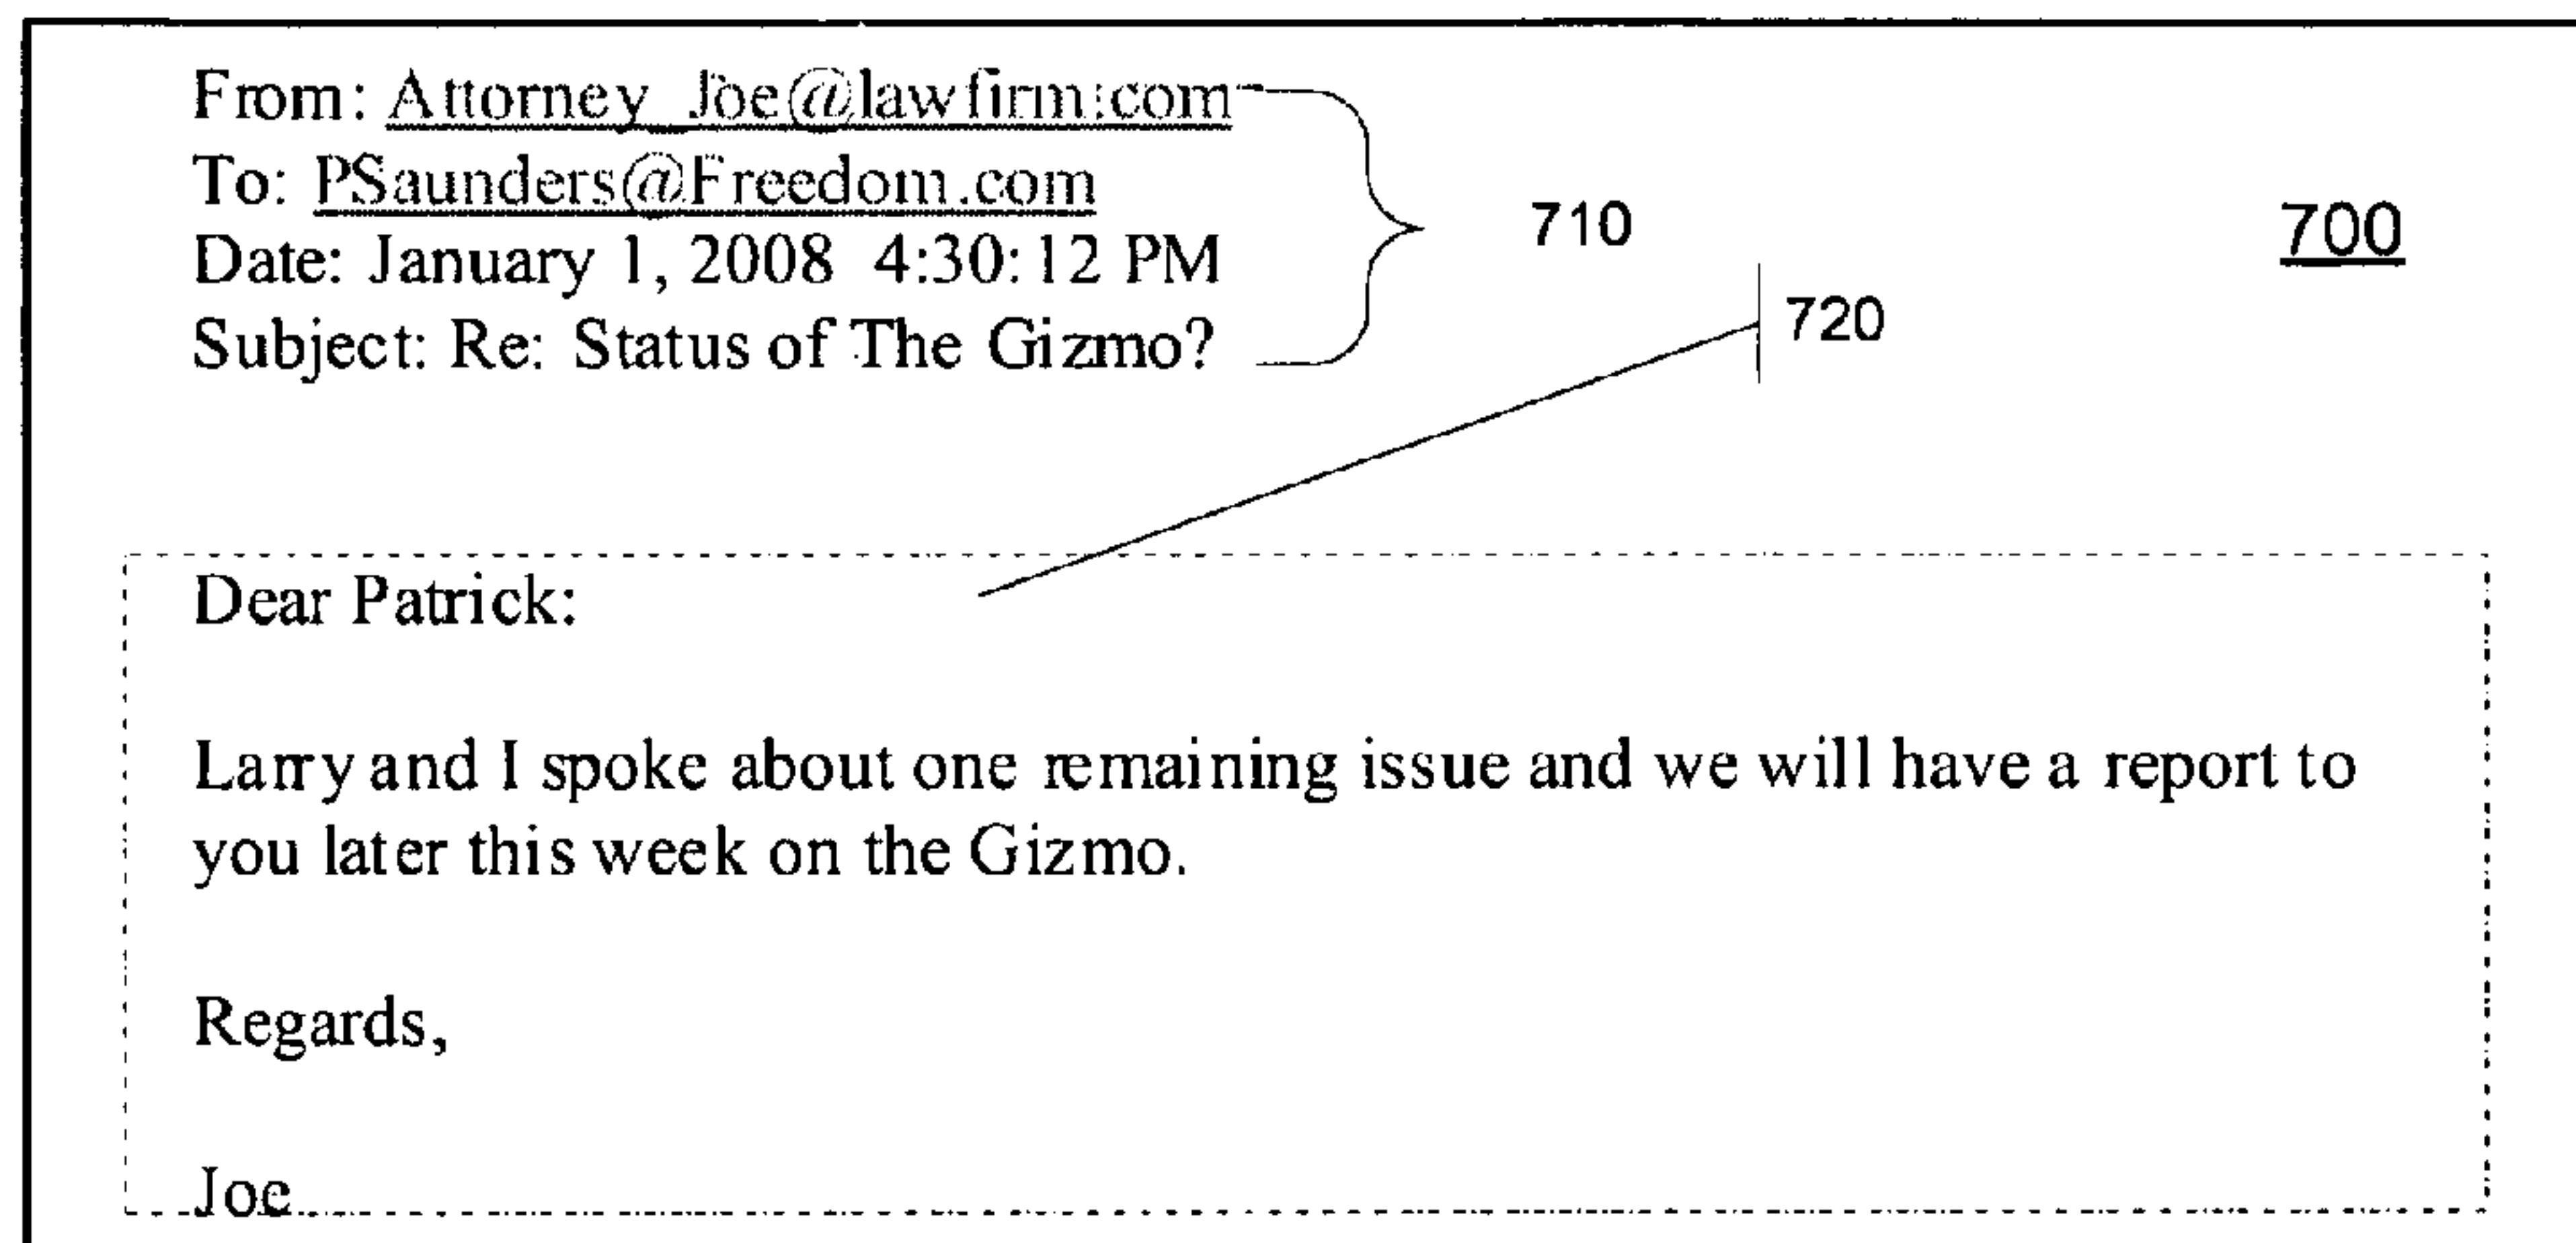 From: Attorney_Joe@lawfirm.com
To: PSaunders@Freedom.com
Date: January 1, 2008 4:30:12 PM
Subject: Re: Status of The Gizmo?
710
700
720
Dear Patrick:
Larry and I spoke about one remaining issue and we will have a report to
you later this week on the Gizmo.
Regards,
Joe